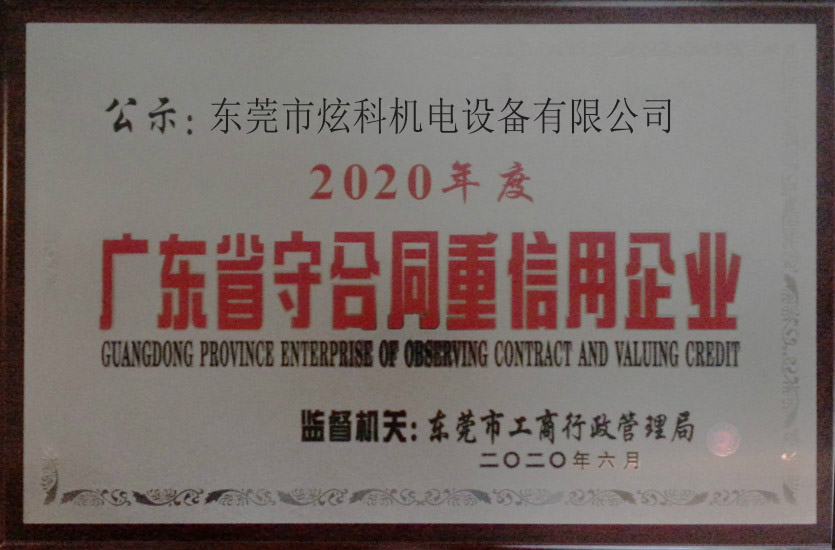 公示：东莞市炫科机电设备有限公司
2020年度
广东省守合同重信用企业
GUANGDONG PROVINCE ENTERPRISE OF OBSERVING CONTRACT AND VALUING CREDIT
监督机关：东莞市工商行政管理局
二〇二〇年六月